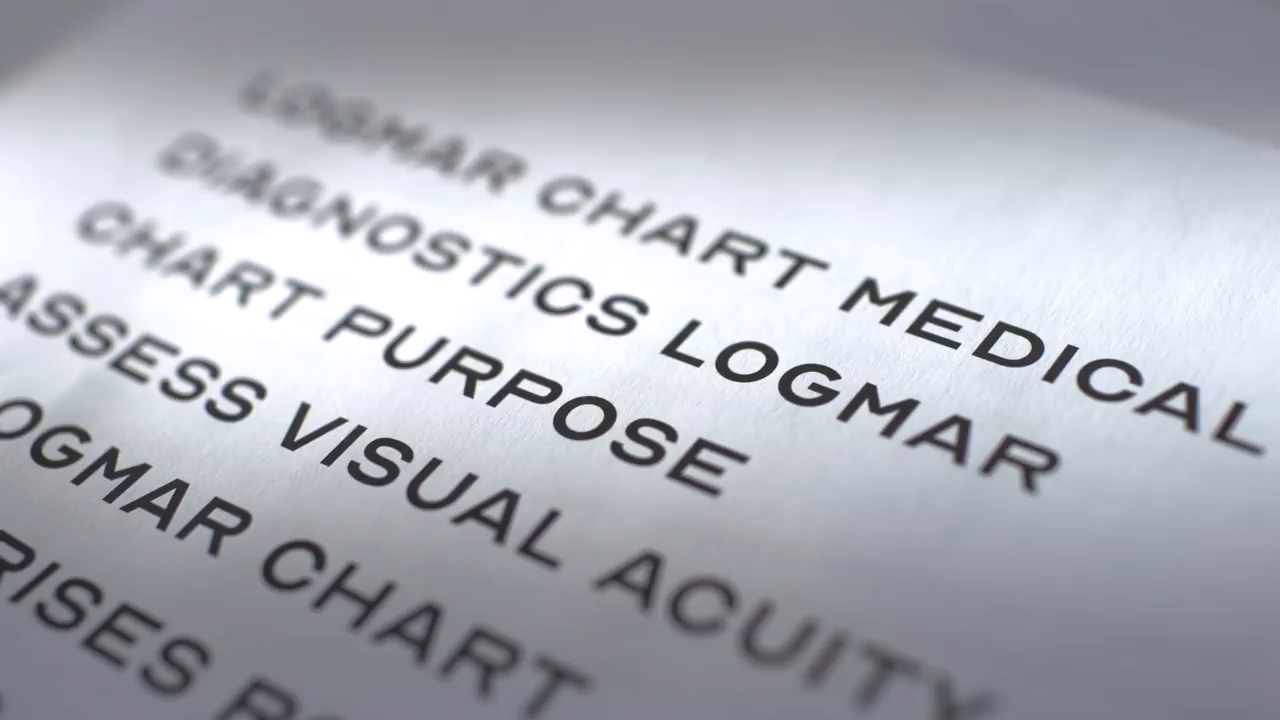 LOGMAR CHART MEDICAL
DIAGNOSTICS LOGMAR
CHART PURPOSE
ASSESS VISUAL ACUITY
OGMAR CHART
RISES